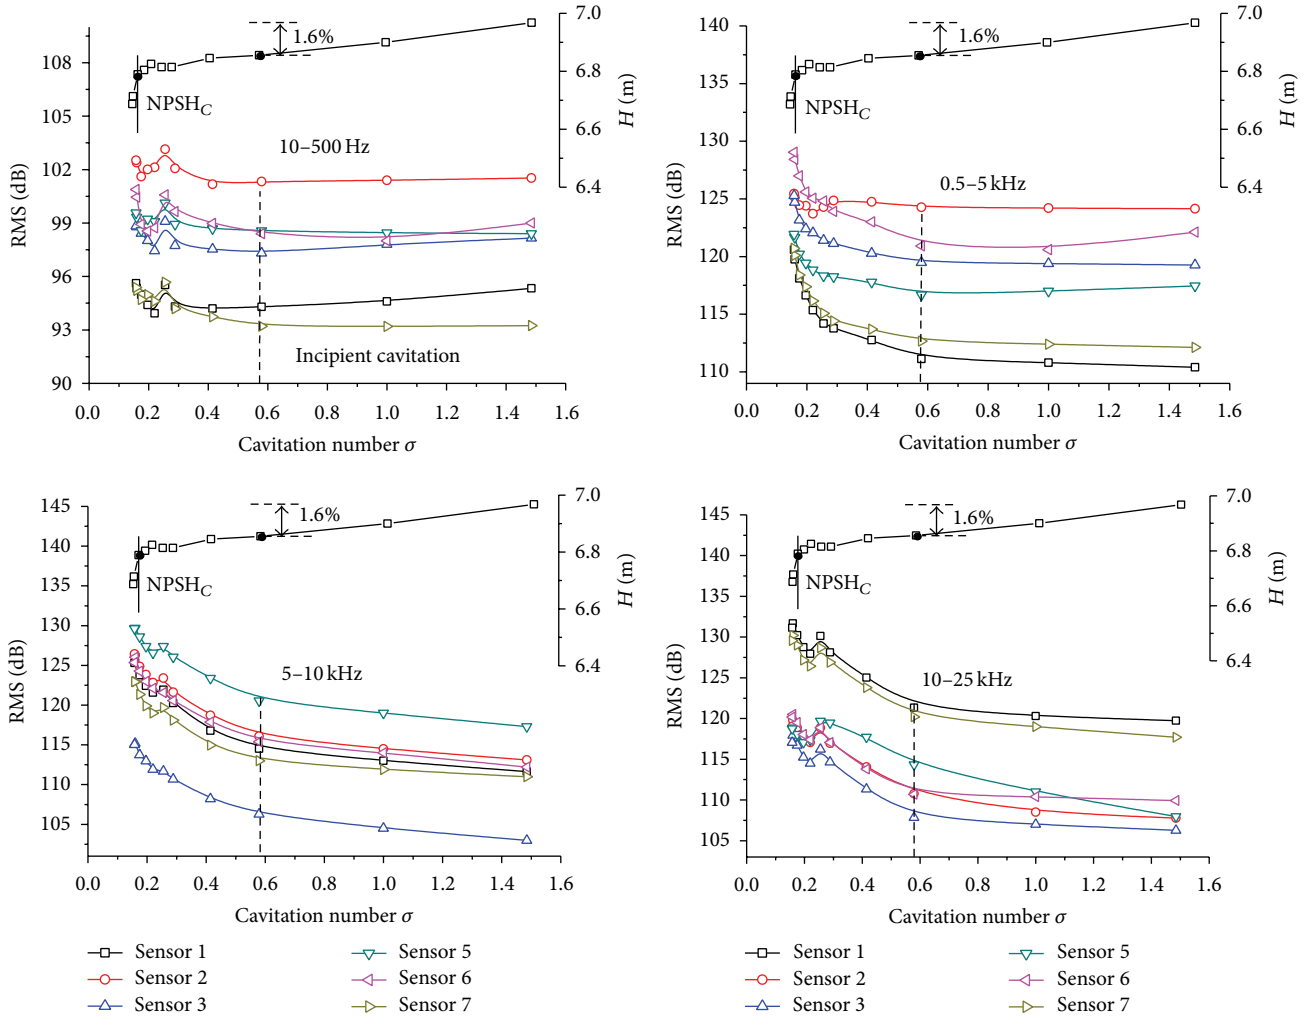 108
105
102
99
96
93
90
RMS (dB)
0.0 0.2 0.4 0.6 0.8 1.0 1.2 1.4 1.6
Cavitation number σ
7.0
6.8
6.6
6.4
H (m)
1.6%
NPSH_C
10–500 Hz
Incipient cavitation
140
135
130
125
120
115
110
RMS (dB)
0.0 0.2 0.4 0.6 0.8 1.0 1.2 1.4 1.6
Cavitation number σ
7.0
6.8
6.6
6.4
H (m)
1.6%
NPSH_C
0.5–5 kHz
145
140
135
130
125
120
115
110
105
RMS (dB)
0.0 0.2 0.4 0.6 0.8 1.0 1.2 1.4 1.6
Cavitation number σ
7.0
6.8
6.6
6.4
H (m)
1.6%
NPSH_C
5–10 kHz
Sensor 1
Sensor 2
Sensor 3
Sensor 5
Sensor 6
Sensor 7
145
140
135
130
125
120
115
110
105
RMS (dB)
0.0 0.2 0.4 0.6 0.8 1.0 1.2 1.4 1.6
Cavitation number σ
7.0
6.8
6.6
6.4
H (m)
1.6%
NPSH_C
10–25 kHz
Sensor 1
Sensor 2
Sensor 3
Sensor 5
Sensor 6
Sensor 7